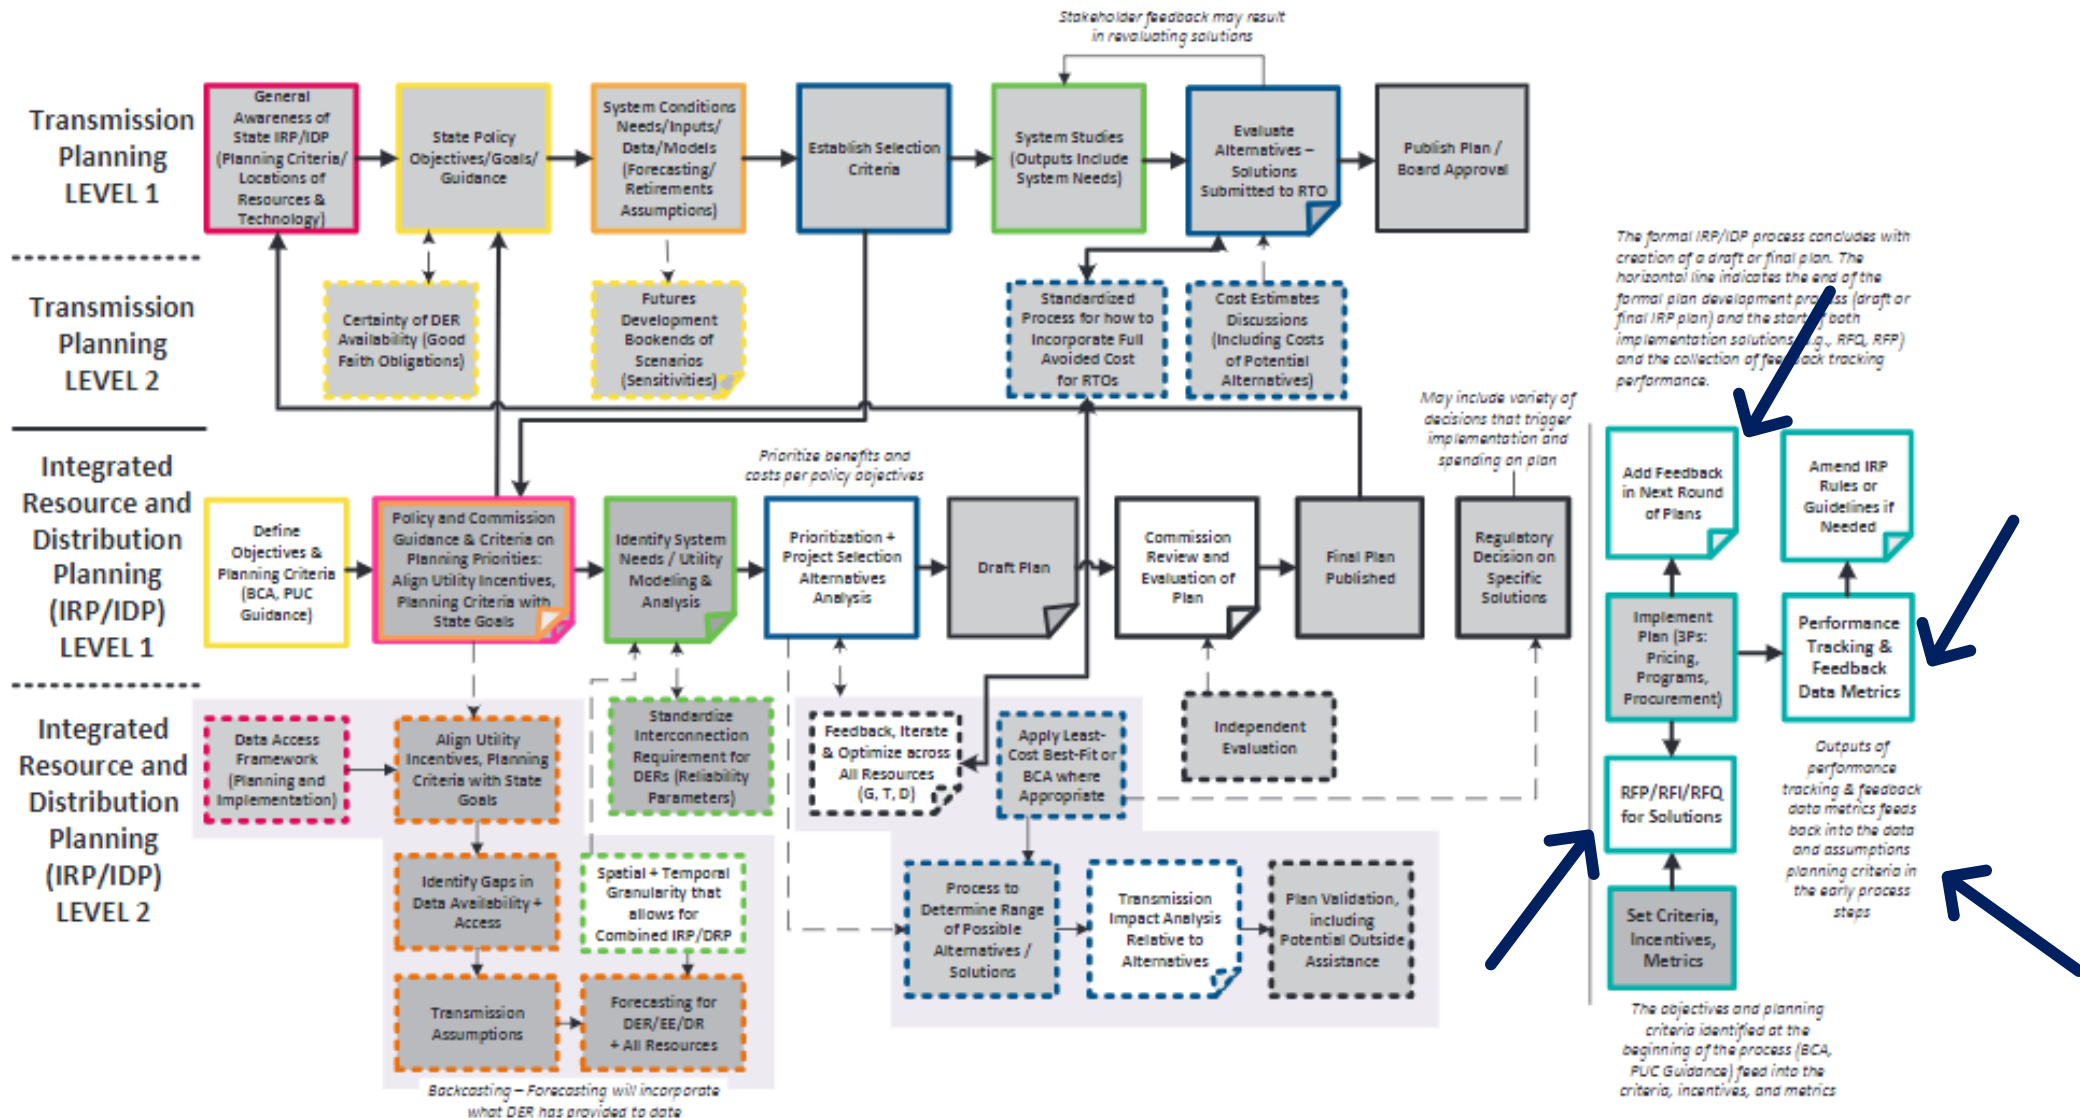 Stakeholder feedback may result
in revaluating solutions
Transmission
Planning
LEVEL 1
General
Awareness of
State IRP/IDP
(Planning Criteria/
Locations of
Resources &
Technology)
State Policy
Objectives/Goals/
Guidance
System Conditions
Needs/Inputs/
Data/Models
(Forecasting/
Retirements
Assumptions)
Establish Selection
Criteria
System Studies
(Outputs Include
System Needs)
Evaluate
Alternatives –
Solutions
Submitted to RTO
Publish Plan /
Board Approval
Transmission
Planning
LEVEL 2
Certainty of DER
Availability (Good
Faith Obligations)
Futures
Development
Bookends of
Scenarios
(Sensitivities)
Standardized
Process for how to
Incorporate Full
Avoided Cost
for RTOs
Cost Estimates
Discussions
(Including Costs
of Potential
Alternatives)
The formal IRP/IDP process concludes with
creation of a draft or final plan. The
horizontal line indicates the end of the
formal plan development process (draft or
final IRP plan) and the start of both
implementation solutions (e.g., RFQ, RFP)
and the collection of feedback tracking
performance.
Integrated
Resource and
Distribution
Planning
(IRP/IDP)
LEVEL 1
Define
Objectives &
Planning Criteria
(BCA, PUC
Guidance)
Policy and Commission
Guidance & Criteria on
Planning Priorities:
Align Utility Incentives,
Planning Criteria with
State Goals
Identify System
Needs / Utility
Modeling &
Analysis
Prioritize benefits and
costs per policy objectives
Prioritization +
Project Selection
Alternatives
Analysis
Draft Plan
Commission
Review and
Evaluation of
Plan
Final Plan
Published
May include variety of
decisions that trigger
implementation and
spending on plan
Regulatory
Decision on
Specific
Solutions
Add Feedback
in Next Round
of Plans
Amend IRP
Rules or
Guidelines if
Needed
Implement
Plan (3Ps:
Pricing,
Programs,
Procurement)
Performance
Tracking &
Feedback
Data Metrics
Integrated
Resource and
Distribution
Planning
(IRP/IDP)
LEVEL 2
Data Access
Framework
(Planning and
Implementation)
Align Utility
Incentives, Planning
Criteria with State
Goals
Standardize
Interconnection
Requirement for
DERs (Reliability
Parameters)
Feedback, Iterate
& Optimize across
All Resources
(G, T, D)
Apply Least-
Cost Best-Fit or
BCA where
Appropriate
Independent
Evaluation
RFP/RFI/RFQ
for Solutions
Outputs of
performance
tracking & feedback
data metrics feeds
back into the data
and assumptions
planning criteria in
the early process
steps
Identify Gaps in
Data Availability +
Access
Spatial + Temporal
Granularity that
allows for
Combined IRP/DRP
Process to
Determine Range
of Possible
Alternatives /
Solutions
Transmission
Impact Analysis
Relative to
Alternatives
Plan Validation,
including
Potential Outside
Assistance
Set Criteria,
Incentives,
Metrics
Transmission
Assumptions
Forecasting for
DER/EE/DR
+ All Resources
The objectives and planning
criteria identified at the
beginning of the process (BCA,
PUC Guidance) feed into the
criteria, incentives, and metrics
Backcasting – Forecasting will incorporate
what DER has provided to date